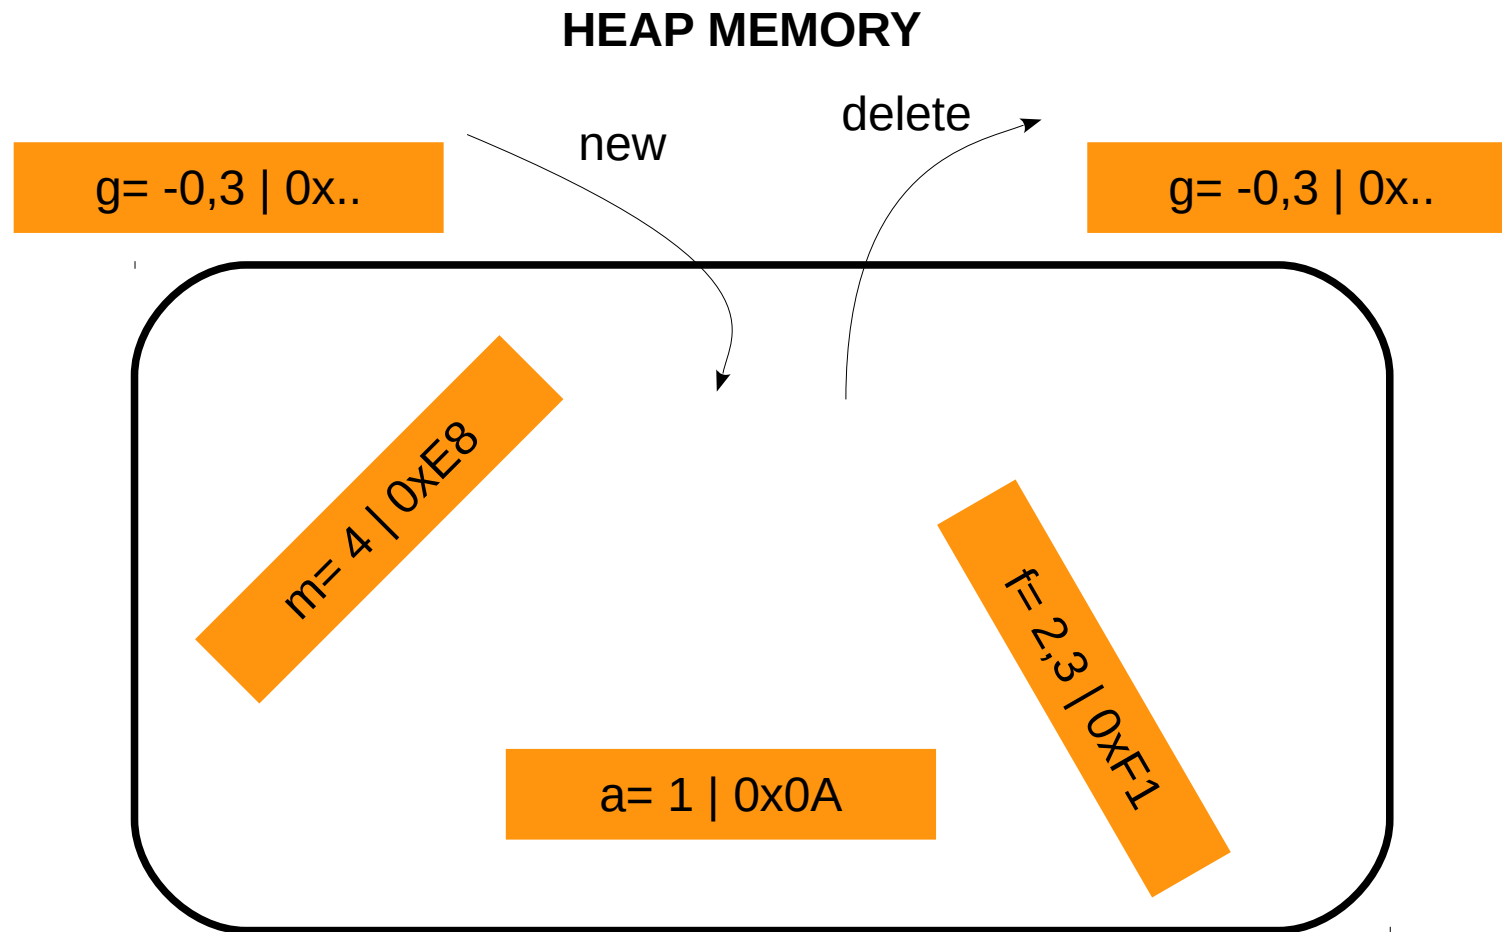 HEAP MEMORY
new
delete
g= -0,3 | 0x..
g= -0,3 | 0x..
m= 4 | 0xE8
f= 2,3 | 0xF1
a= 1 | 0x0A